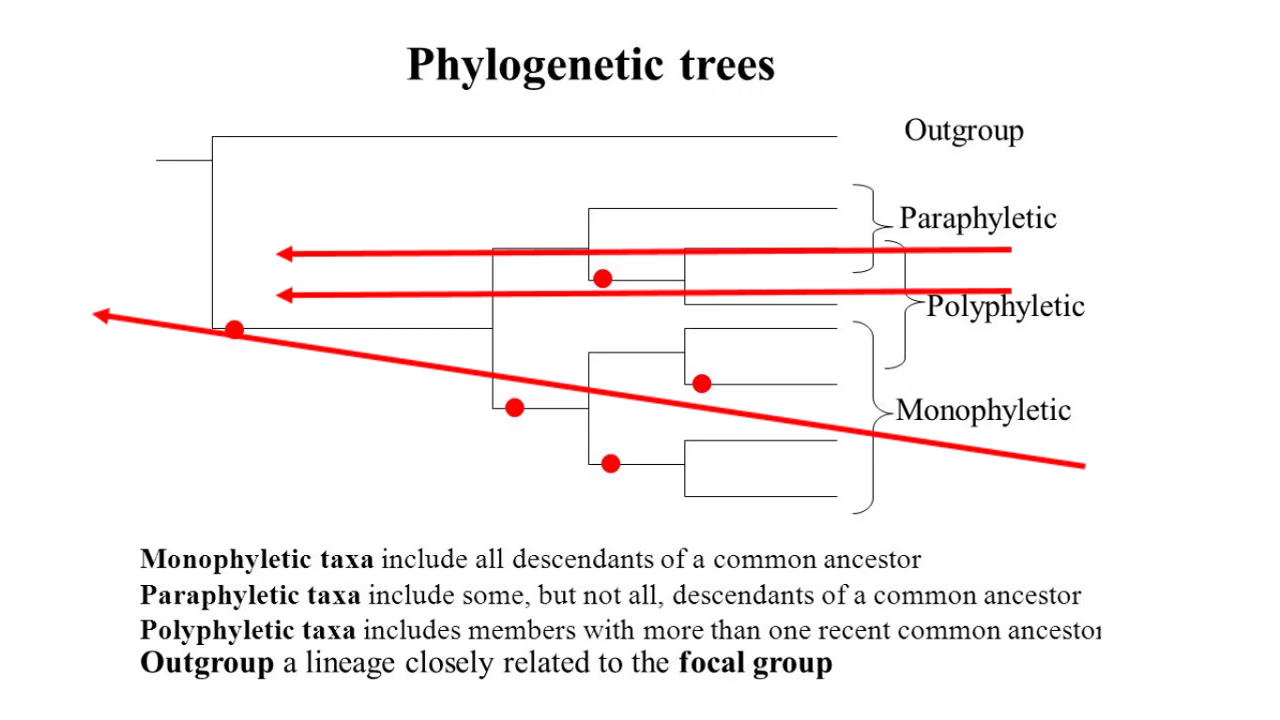 Phylogenetic trees
Outgroup
Paraphyletic
Polyphyletic
Monophyletic
Monophyletic taxa include all descendants of a common ancestor
Paraphyletic taxa include some, but not all, descendants of a common ancestor
Polyphyletic taxa includes members with more than one recent common ancestor
Outgroup a lineage closely related to the focal group